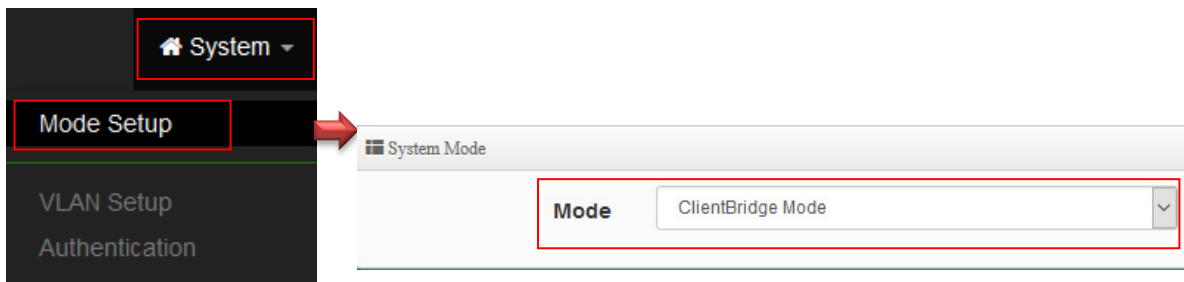 System
Mode Setup
VLAN Setup
Authentication
System Mode
Mode ClientBridge Mode